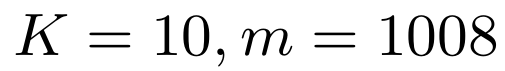 K = 10, m = 1008